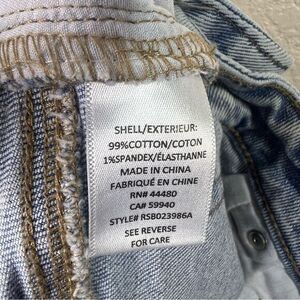 SHELL/EXTERIEUR:
99%COTTON/COTON
1%SPANDEX/ÉLASTHANNE
MADE IN CHINA
FABRIQUÉ EN CHINE
RN# 44480
CA# 59940
STYLE# RSB023986A
SEE REVERSE
FOR CARE